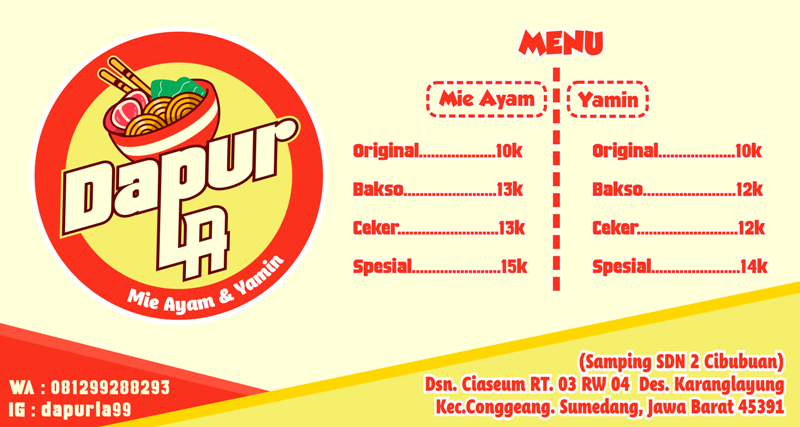 Dapur
LA
Mie Ayam & Yamin
MENU
Mie Ayam
Original...................10k
Bakso.......................13k
Ceker.........................13k
Spesial......................15k
Yamin
Original...................10k
Bakso.......................12k
Ceker.........................12k
Spesial......................14k
WA : 081299288293
IG : dapurla99
(Samping SDN 2 Cibubuan)
Dsn. Ciaseum RT. 03 RW 04 Des. Karanglayung
Kec.Conggeang. Sumedang, Jawa Barat 45391